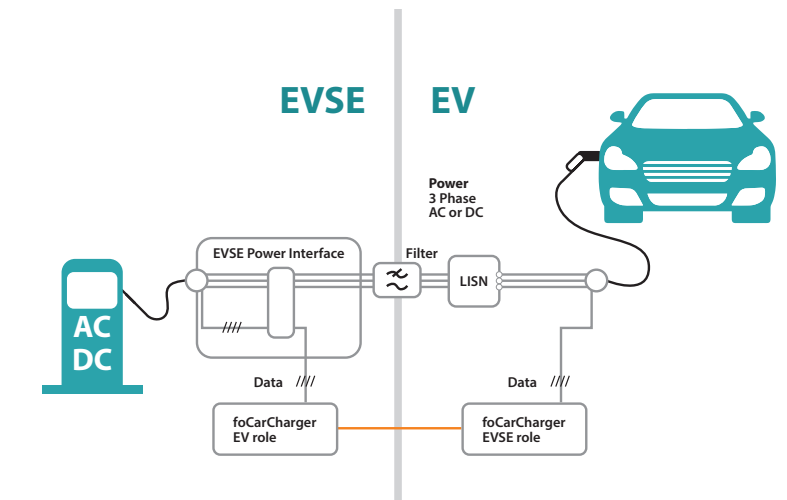 EVSE
EV
Power
3 Phase
AC or DC
EVSE Power Interface
Filter
LISN
AC
DC
Data
Data
foCarCharger
EV role
foCarCharger
EVSE role